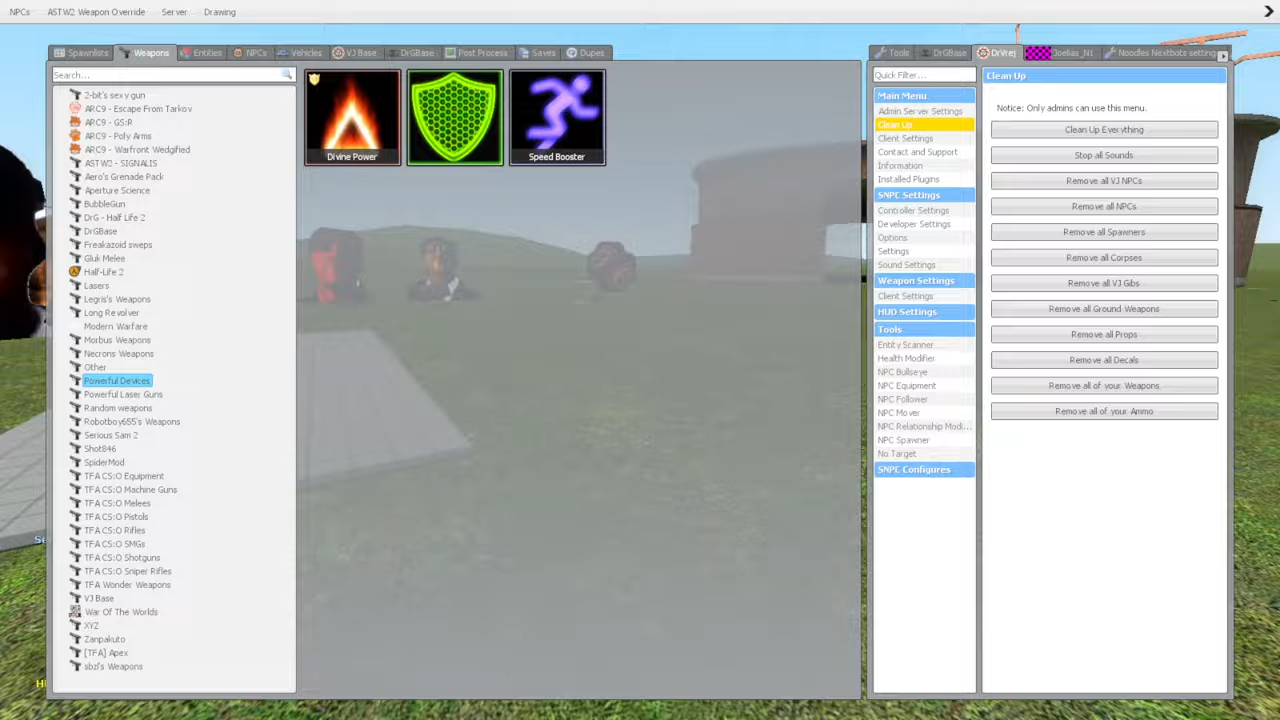 NPCs ASTW2 Weapon Override Server Drawing
Spawnlists Weapons Entities NPCs Vehicles VJ Base DrGBase Post Process Saves Dupes
Search...
2-bit's sexy gun
ARC9 - Escape From Tarkov
ARC9 - GS:R
ARC9 - Poly Arms
ARC9 - Warfront Wedgified
ASTW2 - SIGNALIS
Aero's Grenade Pack
Aperture Science
BubbleGun
DrG - Half Life 2
DrGBase
Freakazoid sweps
Gluk Melee
Half-Life 2
Lasers
Legris's Weapons
Long Revolver
Modern Warfare
Morbus Weapons
Necrons Weapons
Other
Powerful Devices
Powerful Laser Guns
Random weapons
Robotboy655's Weapons
Serious Sam 2
Shot846
SpiderMod
TFA CS:O Equipment
TFA CS:O Machine Guns
TFA CS:O Melees
TFA CS:O Pistols
TFA CS:O Rifles
TFA CS:O SMGs
TFA CS:O Shotguns
TFA CS:O Sniper Rifles
TFA Wonder Weapons
VJ Base
War Of The Worlds
XYZ
Zanpakuto
[TFA] Apex
sbzl's Weapons
Divine Power
Speed Booster
Tools DrGBase DrVrej Joelias_N1 Noodles Nextbots setting
Quick Filter...
Main Menu
Admin Server Settings
Clean Up
Client Settings
Contact and Support
Information
Installed Plugins
SNPC Settings
Controller Settings
Developer Settings
Options
Settings
Sound Settings
Weapon Settings
Client Settings
HUD Settings
Tools
Entity Scanner
Health Modifier
NPC Bullseye
NPC Equipment
NPC Follower
NPC Mover
NPC Relationship Modi...
NPC Spawner
No Target
SNPC Configures
Clean Up
Notice: Only admins can use this menu.
Clean Up Everything
Stop all Sounds
Remove all VJ NPCs
Remove all NPCs
Remove all Spawners
Remove all Corpses
Remove all VJ Gibs
Remove all Ground Weapons
Remove all Props
Remove all Decals
Remove all of your Weapons
Remove all of your Ammo